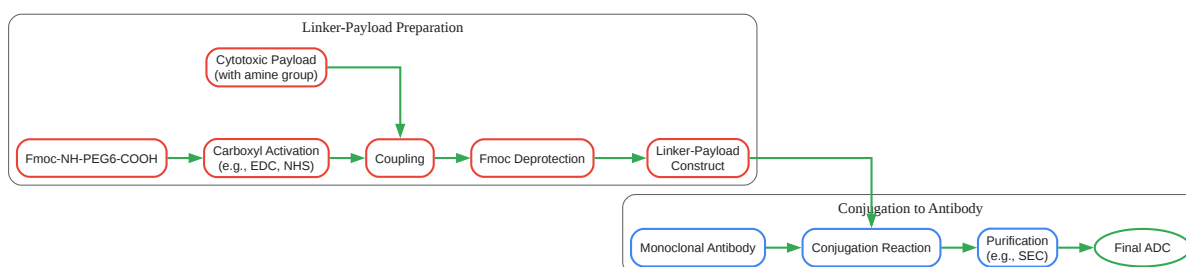 Linker-Payload Preparation
Cytotoxic Payload
(with amine group)
Fmoc-NH-PEG6-COOH
Carboxyl Activation
(e.g., EDC, NHS)
Coupling
Fmoc Deprotection
Linker-Payload
Construct
Conjugation to Antibody
Monoclonal Antibody
Conjugation Reaction
Purification
(e.g., SEC)
Final ADC